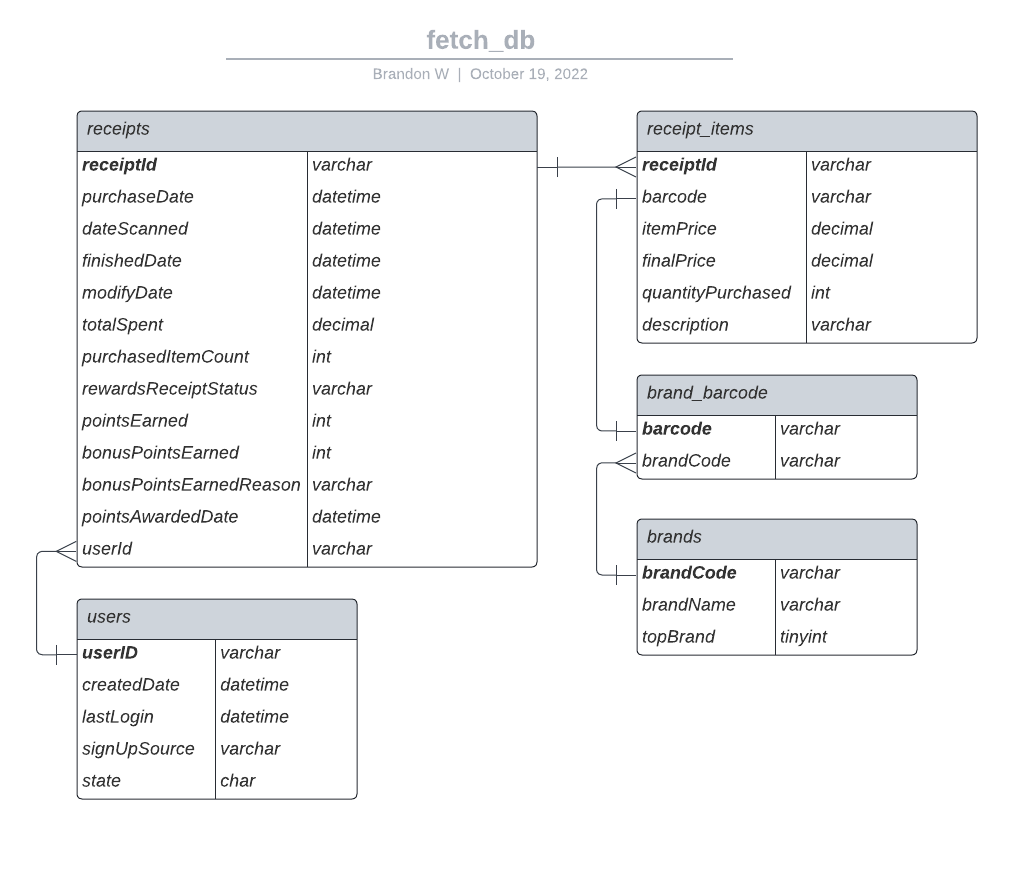 fetch_db
Brandon W | October 19, 2022
receipts
receiptId varchar
purchaseDate datetime
dateScanned datetime
finishedDate datetime
modifyDate datetime
totalSpent decimal
purchasedItemCount int
rewardsReceiptStatus varchar
pointsEarned int
bonusPointsEarned int
bonusPointsEarnedReason varchar
pointsAwardedDate datetime
userId varchar
users
userID varchar
createdDate datetime
lastLogin datetime
signUpSource varchar
state char
receipt_items
receiptId varchar
barcode varchar
itemPrice decimal
finalPrice decimal
quantityPurchased int
description varchar
brand_barcode
barcode varchar
brandCode varchar
brands
brandCode varchar
brandName varchar
topBrand tinyint